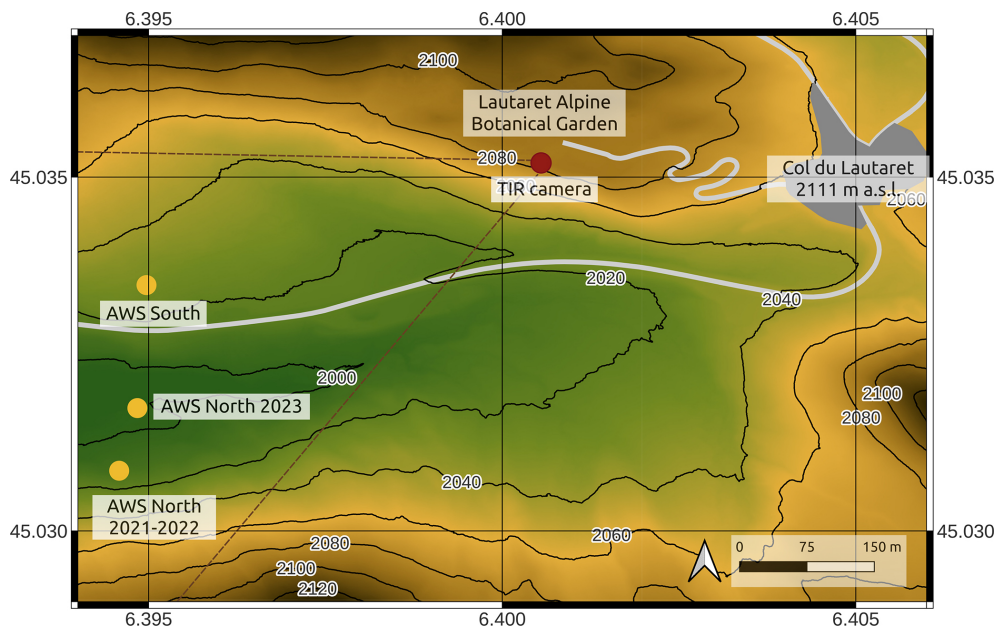 6.395 6.400 6.405
2100
Lautaret Alpine
Botanical Garden
2080
45.035 45.035
TIR camera
Col du Lautaret
2111 m a.s.l.
2060
AWS South
2020
2040
2000
AWS North 2023
2100
2080
2040
AWS North
2021-2022
45.030 45.030
2060
2080
0 75 150 m
2100
2120
6.395 6.400 6.405